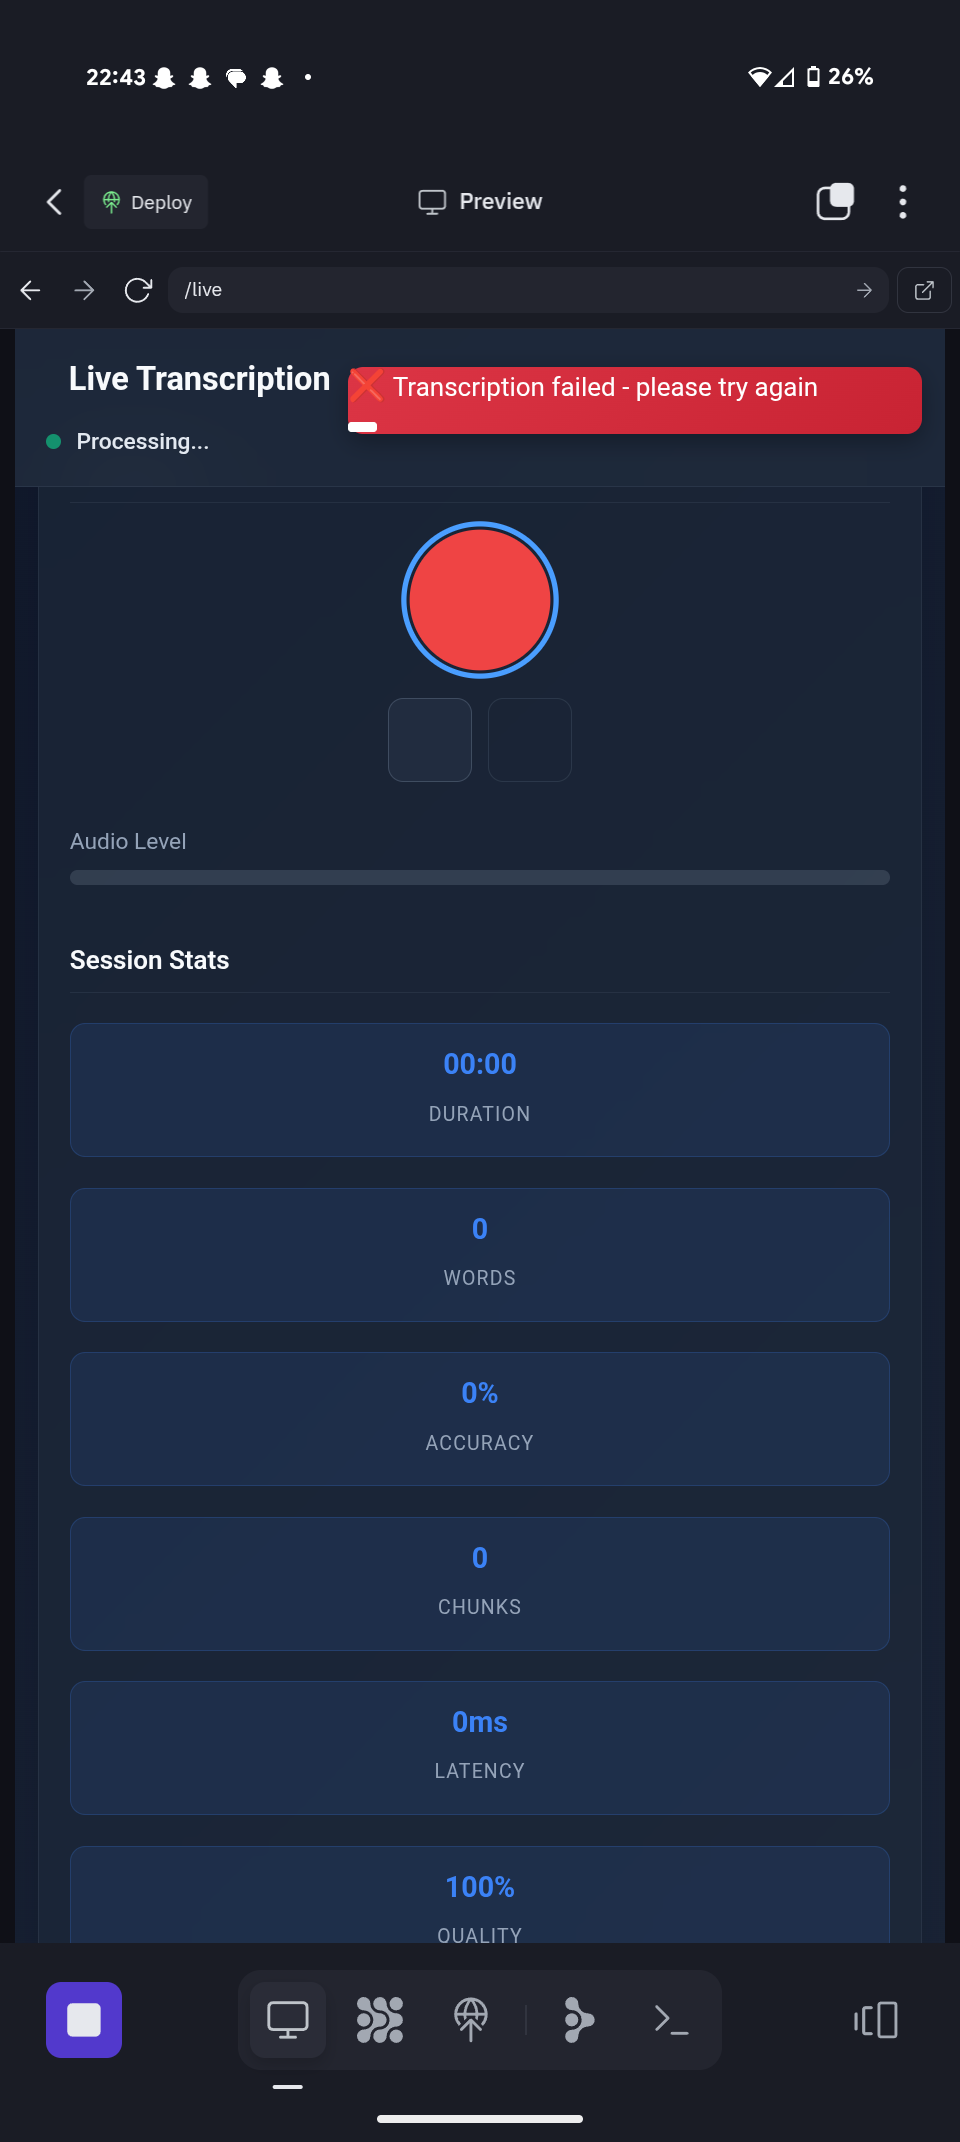 22:43
26%
Deploy
Preview
/live
Live Transcription
❌ Transcription failed - please try again
Processing...
Audio Level
Session Stats
00:00
DURATION
0
WORDS
0%
ACCURACY
0
CHUNKS
0ms
LATENCY
100%
QUALITY